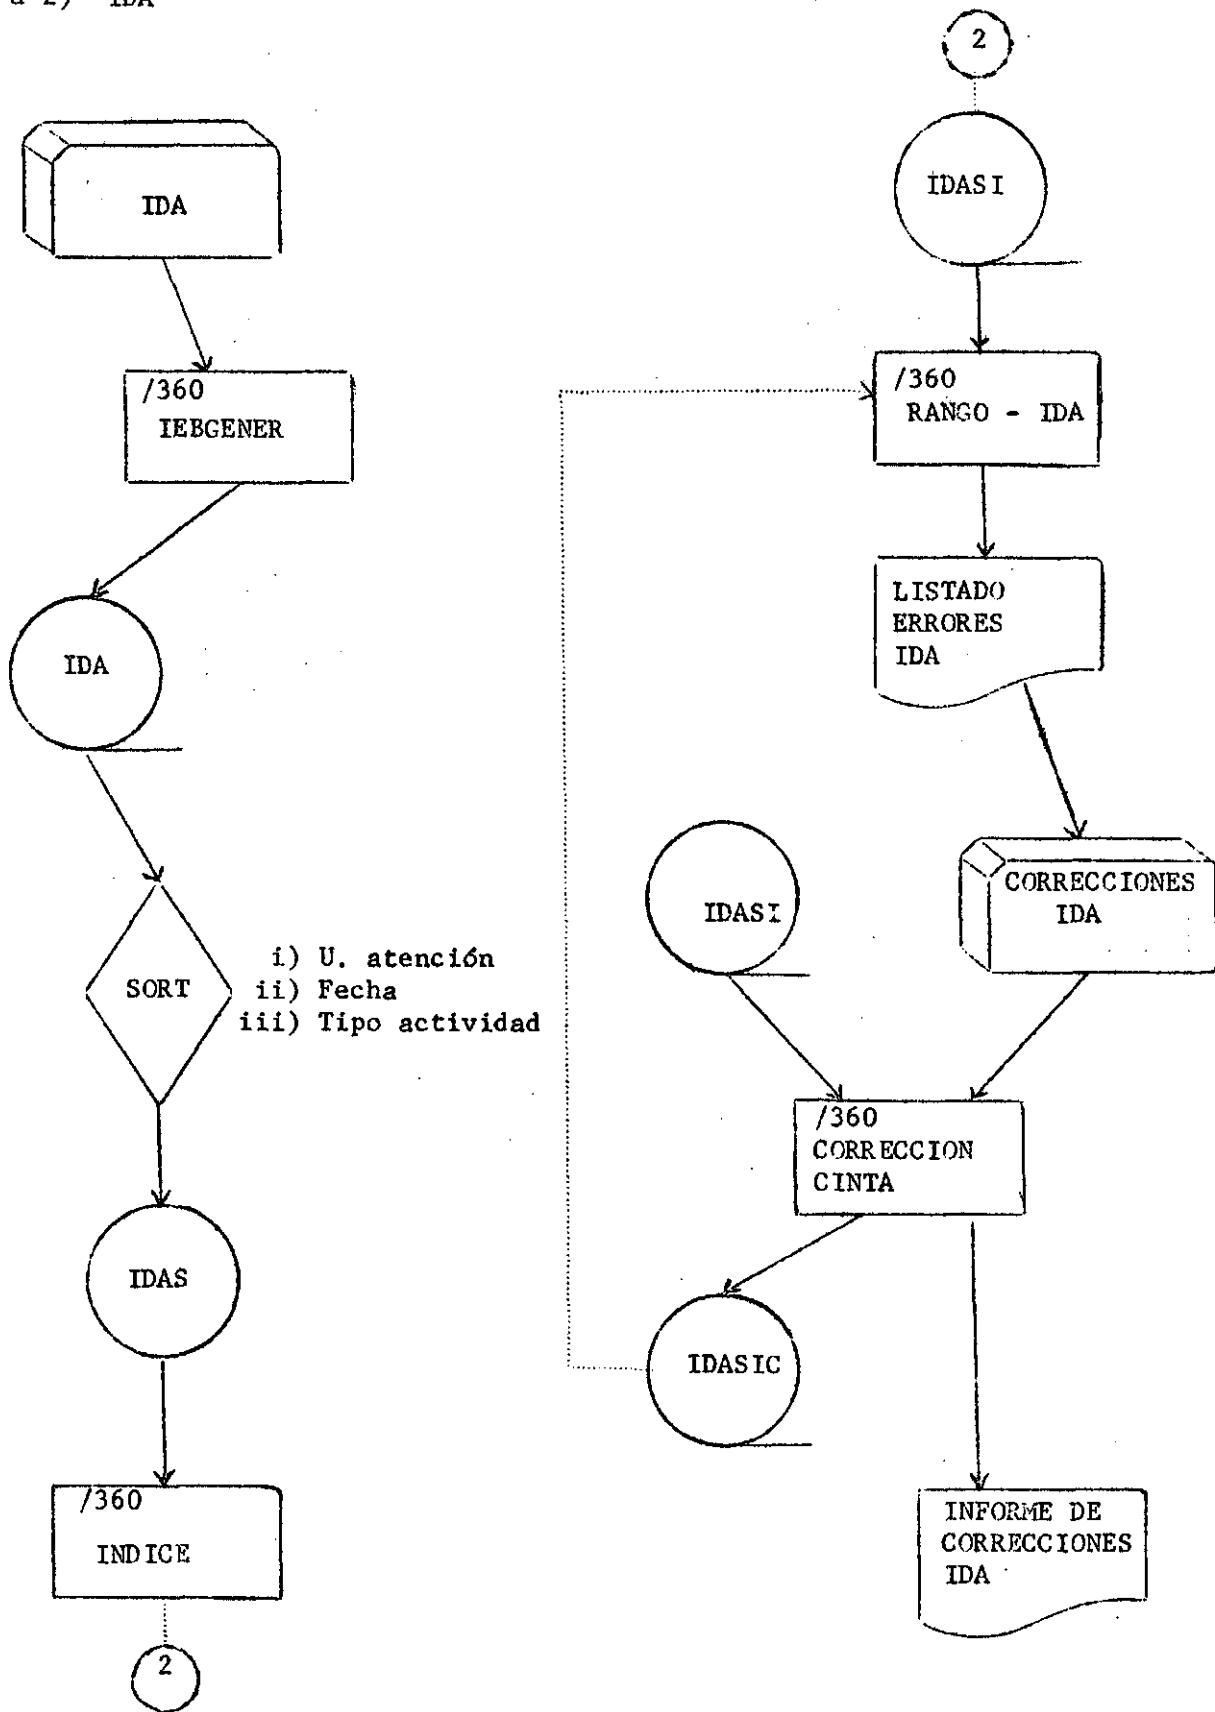 a 2) IDA
IDA
/360
IEBGENER
IDA
SORT
i) U. atención
ii) Fecha
iii) Tipo actividad
IDAS
/360
INDICE
2
2
IDASI
/360
RANGO - IDA
LISTADO
ERRORES
IDA
CORRECCIONES
IDA
IDASI
/360
CORRECCION
CINTA
IDASIC
INFORME DE
CORRECCIONES
IDA